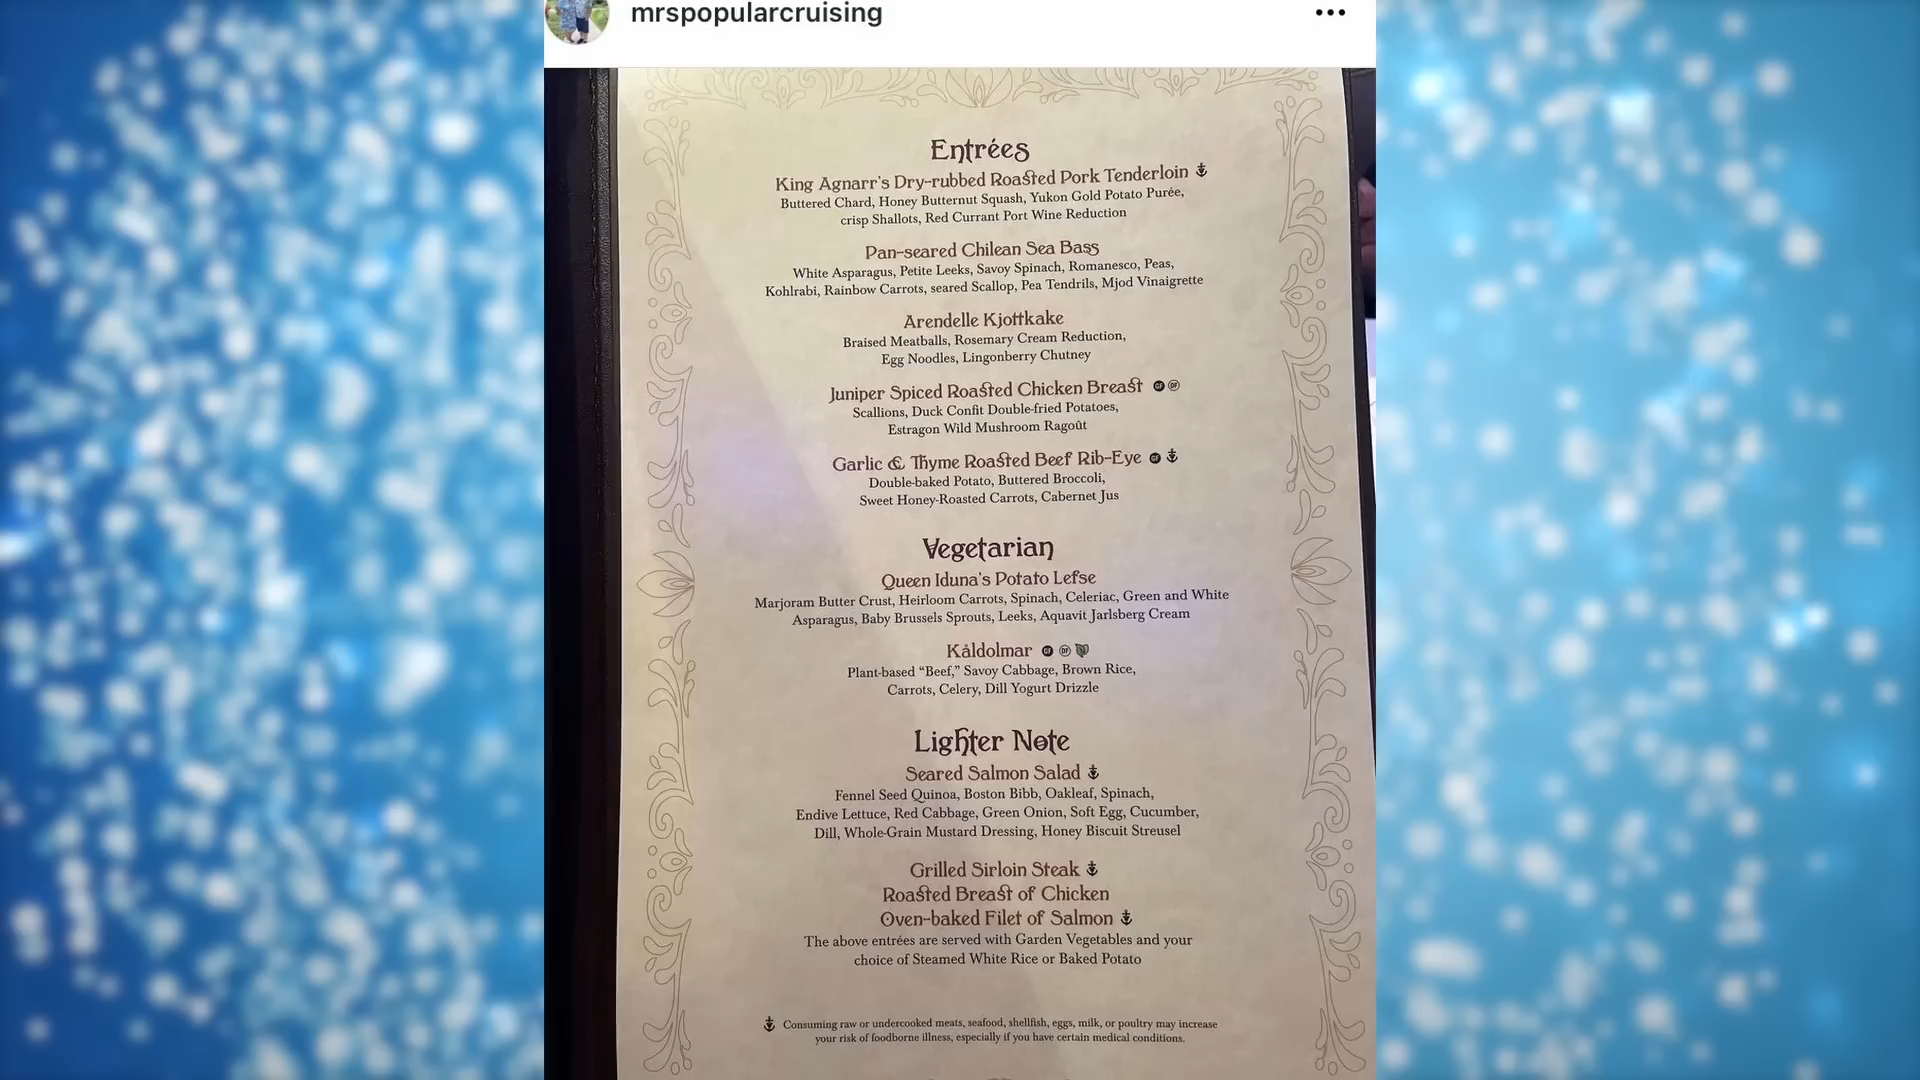 mrspopularcruising
Entrées
King Agnarr's Dry-rubbed Roasted Pork Tenderloin
Buttered Chard, Honey Butternut Squash, Yukon Gold Potato Purée,
crisp Shallots, Red Currant Port Wine Reduction
Pan-seared Chilean Sea Bass
White Asparagus, Petite Leeks, Savoy Spinach, Romanesco, Peas,
Kohlrabi, Rainbow Carrots, seared Scallop, Pea Tendrils, Mjod Vinaigrette
Arendelle Kjottkake
Braised Meatballs, Rosemary Cream Reduction,
Egg Noodles, Lingonberry Chutney
Juniper Spiced Roasted Chicken Breast GF DF
Scallions, Duck Confit Double-fried Potatoes,
Estragon Wild Mushroom Ragoût
Garlic & Thyme Roasted Beef Rib-Eye GF
Double-baked Potato, Buttered Broccoli,
Sweet Honey-Roasted Carrots, Cabernet Jus
Vegetarian
Queen Iduna's Potato Lefse
Marjoram Butter Crust, Heirloom Carrots, Spinach, Celeriac, Green and White
Asparagus, Baby Brussels Sprouts, Leeks, Aquavit Jarlsberg Cream
Kåldolmar GF DF
Plant-based “Beef,” Savoy Cabbage, Brown Rice,
Carrots, Celery, Dill Yogurt Drizzle
Lighter Note
Seared Salmon Salad
Fennel Seed Quinoa, Boston Bibb, Oakleaf, Spinach,
Endive Lettuce, Red Cabbage, Green Onion, Soft Egg, Cucumber,
Dill, Whole-Grain Mustard Dressing, Honey Biscuit Streusel
Grilled Sirloin Steak
Roasted Breast of Chicken
Oven-baked Filet of Salmon
The above entrées are served with Garden Vegetables and your
choice of Steamed White Rice or Baked Potato
Consuming raw or undercooked meats, seafood, shellfish, eggs, milk, or poultry may increase
your risk of foodborne illness, especially if you have certain medical conditions.